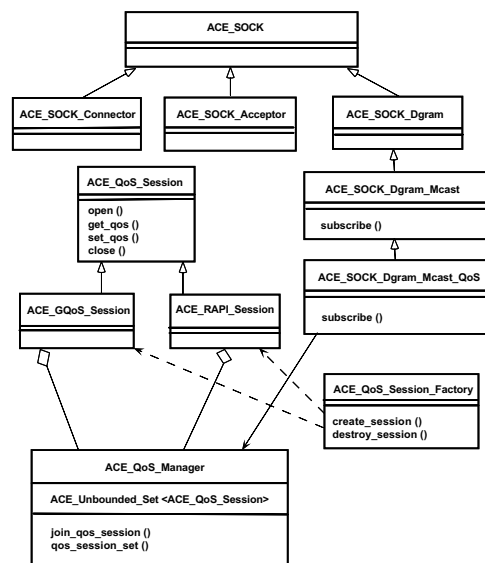 ACE_SOCK
ACE_SOCK_Connector
ACE_SOCK_Acceptor
ACE_SOCK_Dgram
ACE_QoS_Session
open ()
get_qos ()
set_qos ()
close ()
ACE_SOCK_Dgram_Mcast
subscribe ()
ACE_SOCK_Dgram_Mcast_QoS
subscribe ()
ACE_GQoS_Session
ACE_RAPI_Session
ACE_QoS_Session_Factory
create_session ()
destroy_session ()
ACE_QoS_Manager
ACE_Unbounded_Set <ACE_QoS_Session>
join_qos_session ()
qos_session_set ()